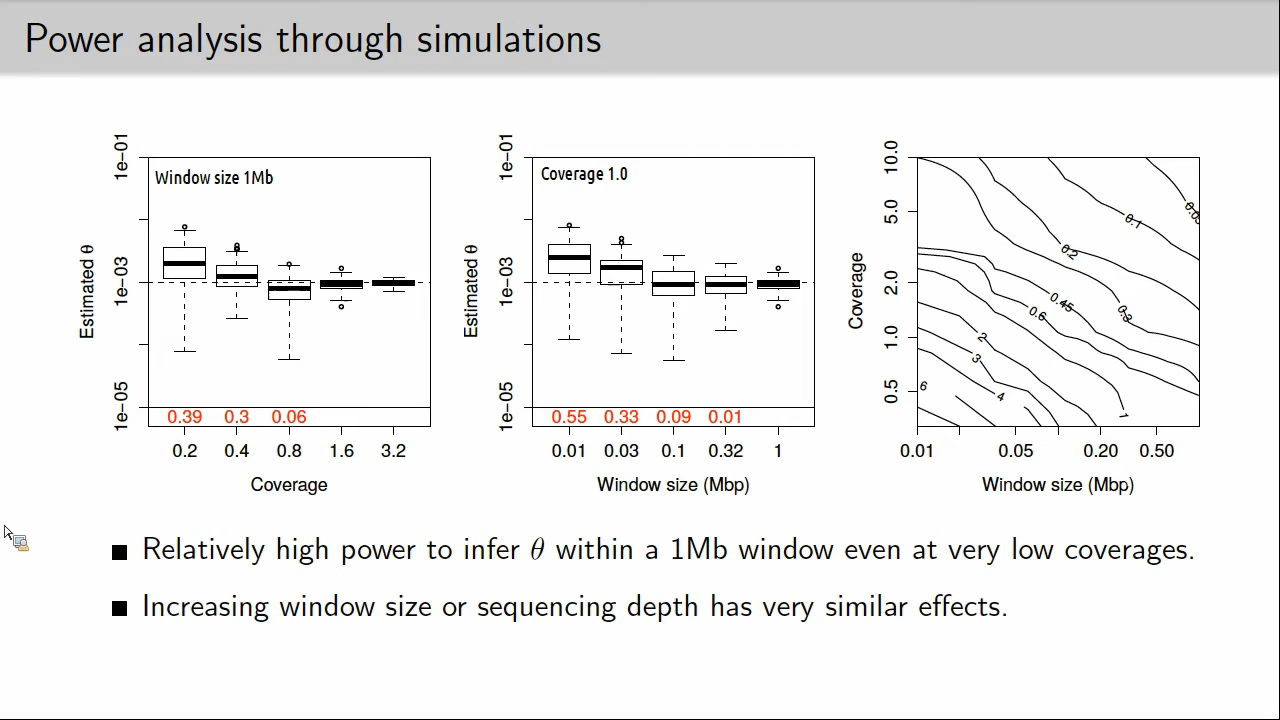 Power analysis through simulations
Window size 1Mb
Estimated θ
1e−01
1e−03
1e−05
0.39 0.3 0.06
0.2 0.4 0.8 1.6 3.2
Coverage
Coverage 1.0
Estimated θ
1e−01
1e−03
1e−05
0.55 0.33 0.09 0.01
0.01 0.03 0.1 0.32 1
Window size (Mbp)
Coverage
10.0
5.0
2.0
1.0
0.5
0.1
0.2
0.3
0.45
0.6
1
2
3
4
6
0.01 0.05 0.20 0.50
Window size (Mbp)
■ Relatively high power to infer θ within a 1Mb window even at very low coverages.
■ Increasing window size or sequencing depth has very similar effects.